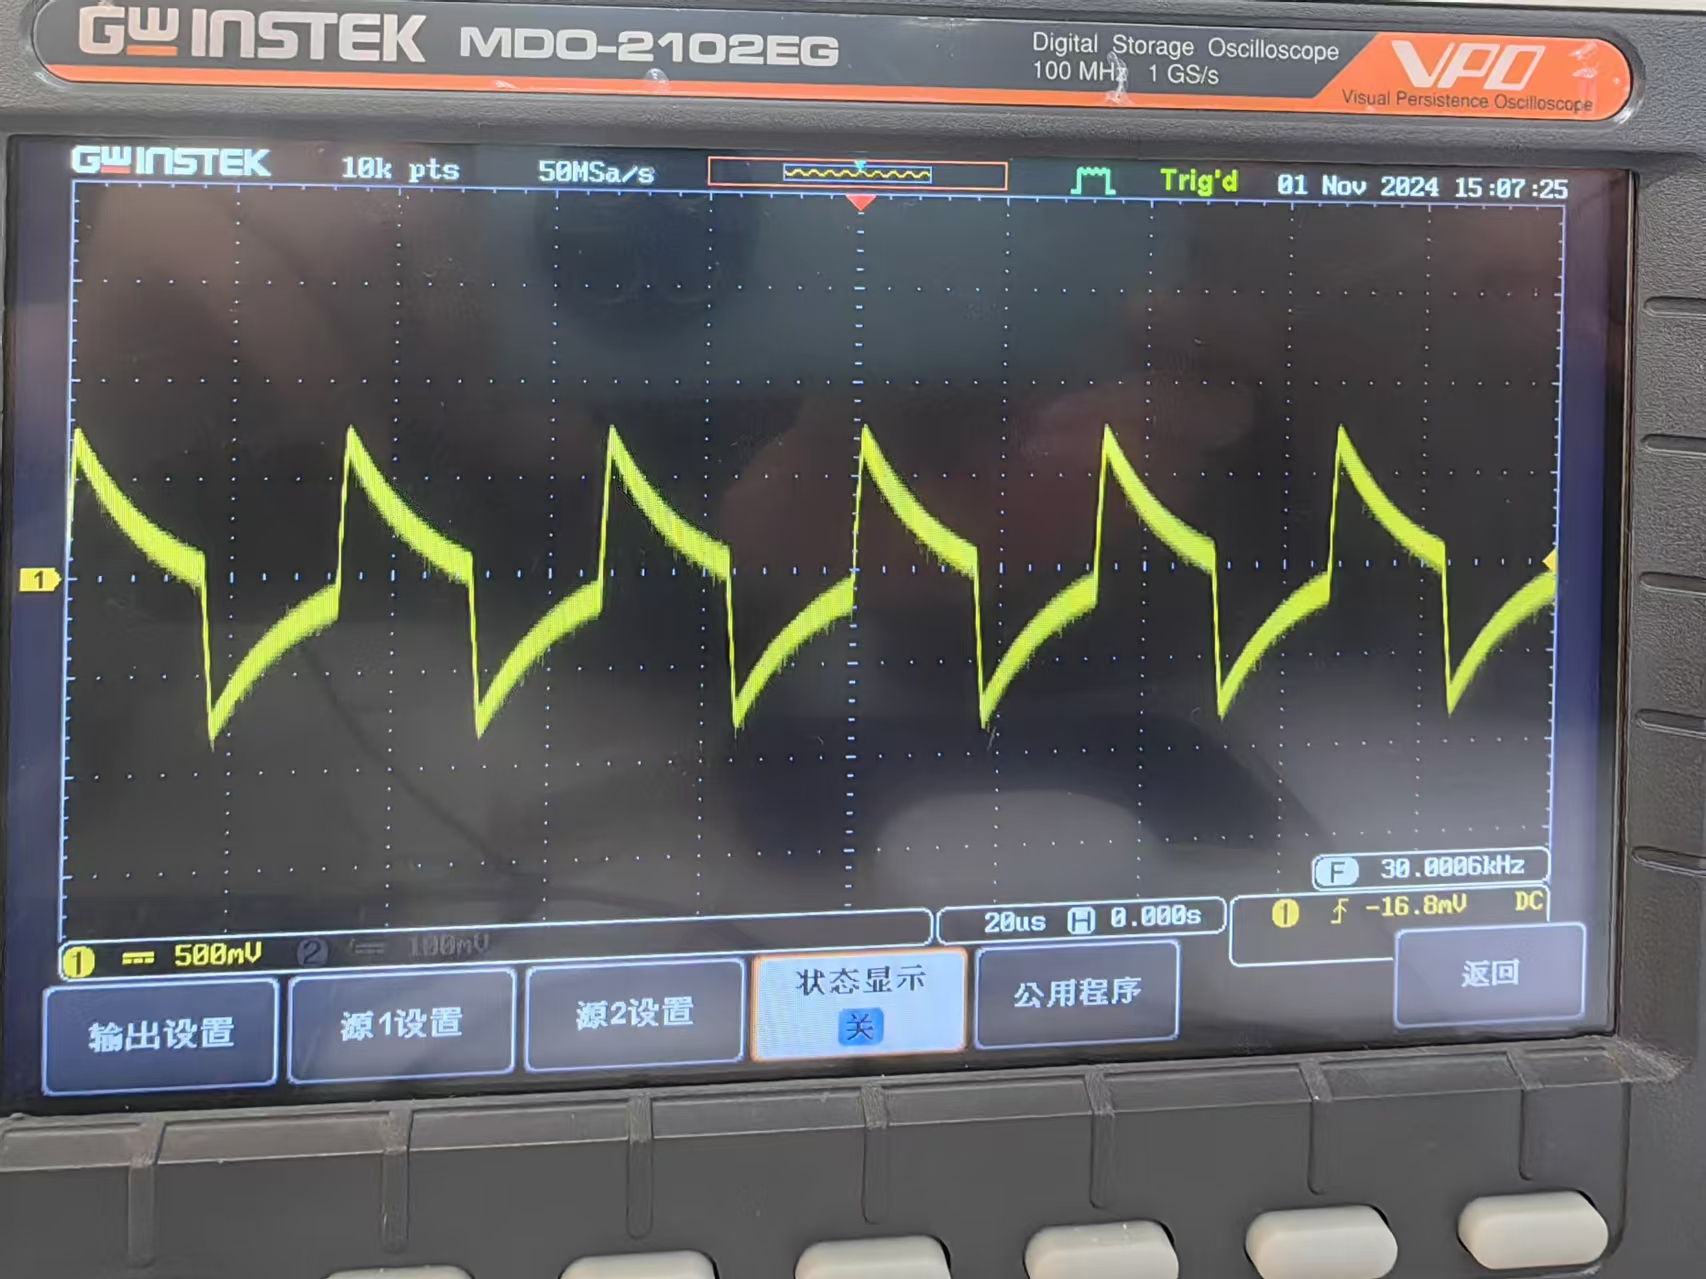 GW INSTEK MDO-2102EG Digital Storage Oscilloscope
100 MHz 1 GS/s
VPO
Visual Persistence Oscilloscope
GW INSTEK 10k pts 50MSa/s Trig'd 01 Nov 2024 15:07:25
1
F 30.0006kHz
1 500mV 2 100mV 20us H 0.000s 1 -16.8mV DC
输出设置 源1设置 源2设置 状态显示 公用程序 返回
关